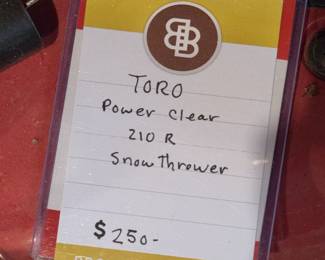 TORO
Power Clear
210 R
Snow Thrower
$250-